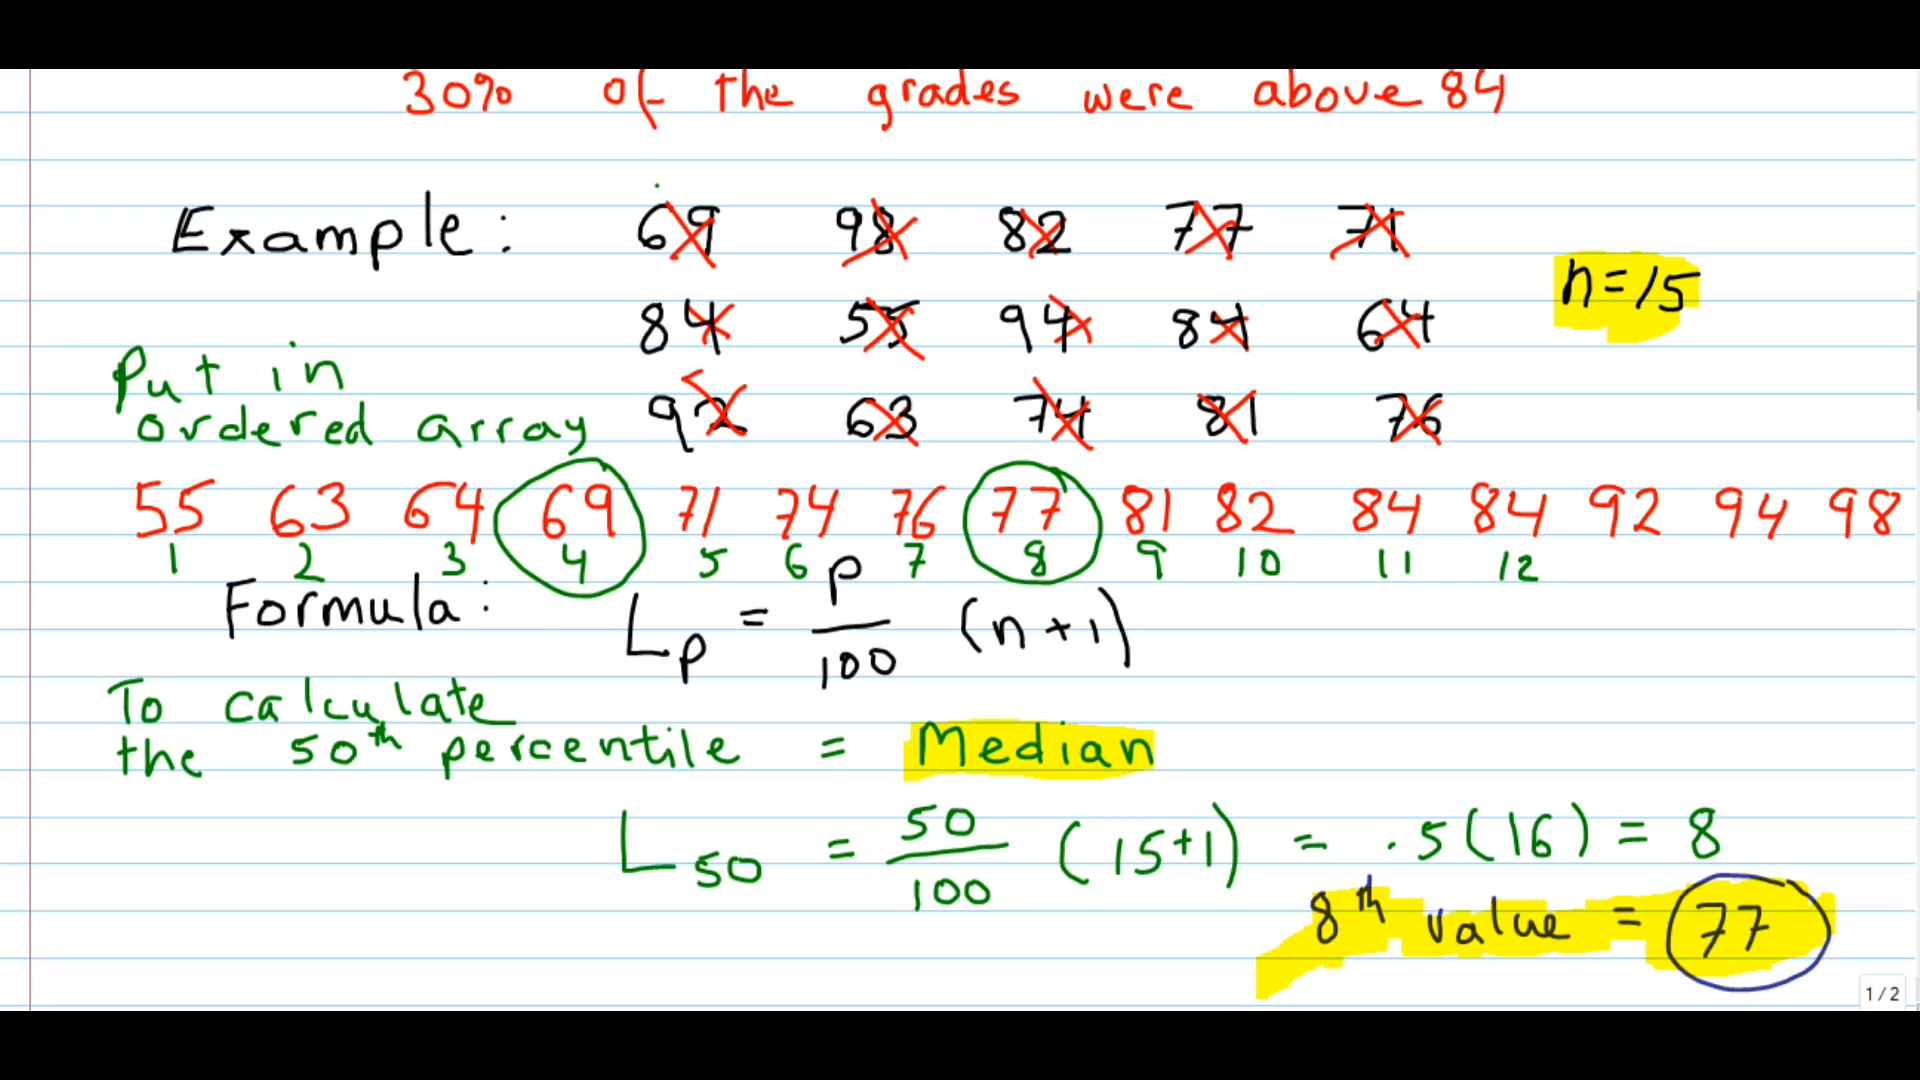 30% of the grades were above 84
Example: 69 98 82 77 71
n=15
84 55 94 84 64
Put in
ordered array
92 63 74 81 76
55 63 64 69 71 74 76 77 81 82 84 84 92 94 98
1 2 3 4 5 6 7 8 9 10 11 12
Formula: Lp = p/100 (n+1)
To calculate
the 50th percentile = Median
L50 = 50/100 (15+1) = .5(16) = 8
8th value = 77
1/2